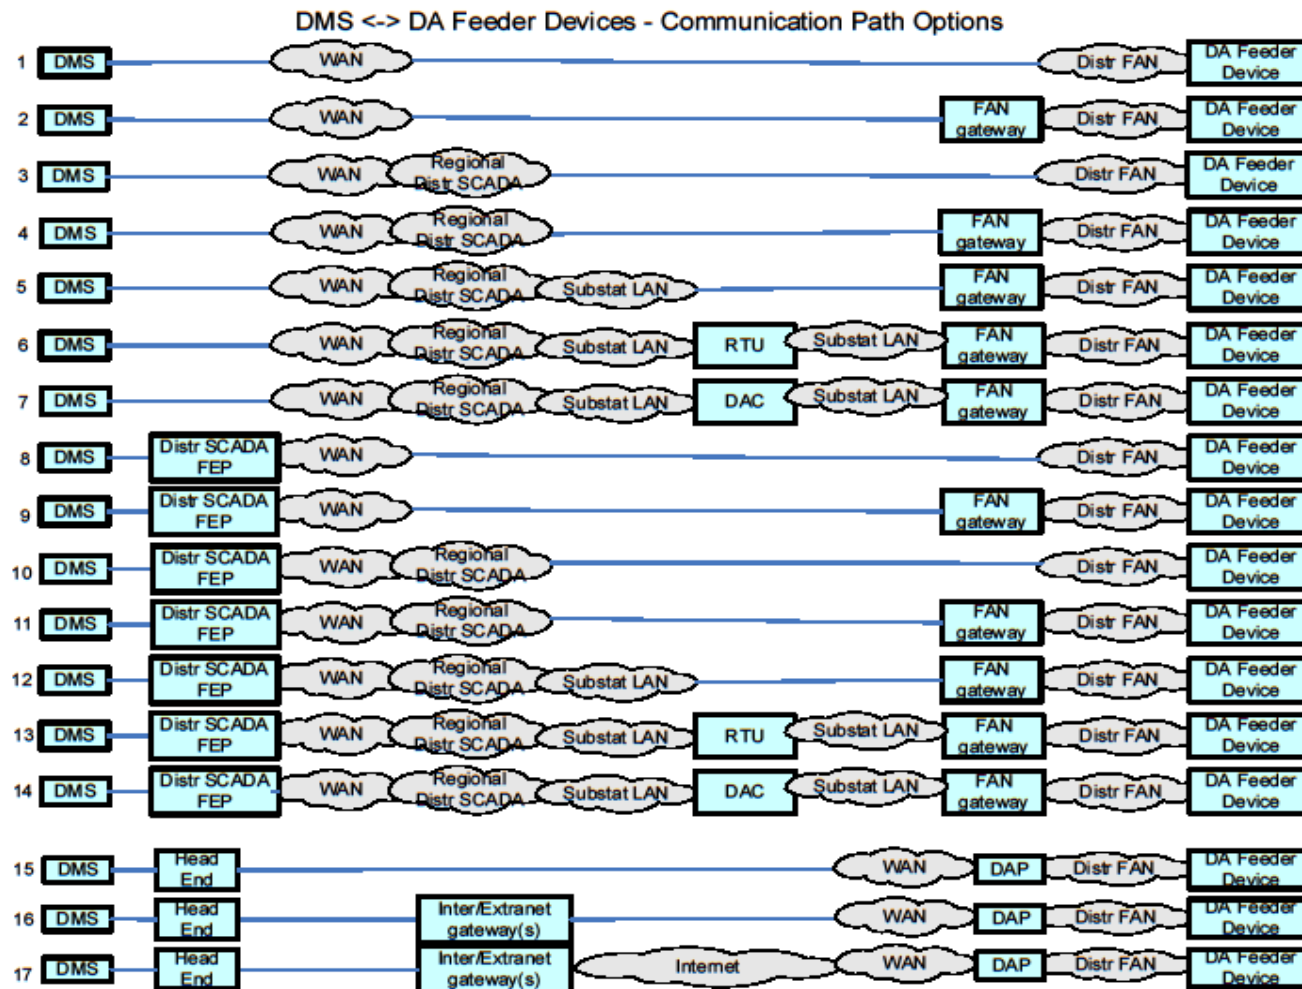 DMS <-> DA Feeder Devices - Communication Path Options
1 DMS WAN Distr FAN DA Feeder
Device
2 DMS WAN FAN
gateway Distr FAN DA Feeder
Device
3 DMS WAN Regional
Distr SCADA Distr FAN DA Feeder
Device
4 DMS WAN Regional
Distr SCADA FAN
gateway Distr FAN DA Feeder
Device
5 DMS WAN Regional
Distr SCADA Substat LAN FAN
gateway Distr FAN DA Feeder
Device
6 DMS WAN Regional
Distr SCADA Substat LAN RTU Substat LAN FAN
gateway Distr FAN DA Feeder
Device
7 DMS WAN Regional
Distr SCADA Substat LAN DAC Substat LAN FAN
gateway Distr FAN DA Feeder
Device
8 DMS Distr SCADA
FEP WAN Distr FAN DA Feeder
Device
9 DMS Distr SCADA
FEP WAN FAN
gateway Distr FAN DA Feeder
Device
10 DMS Distr SCADA
FEP WAN Regional
Distr SCADA Distr FAN DA Feeder
Device
11 DMS Distr SCADA
FEP WAN Regional
Distr SCADA FAN
gateway Distr FAN DA Feeder
Device
12 DMS Distr SCADA
FEP WAN Regional
Distr SCADA Substat LAN FAN
gateway Distr FAN DA Feeder
Device
13 DMS Distr SCADA
FEP WAN Regional
Distr SCADA Substat LAN RTU Substat LAN FAN
gateway Distr FAN DA Feeder
Device
14 DMS Distr SCADA
FEP WAN Regional
Distr SCADA Substat LAN DAC Substat LAN FAN
gateway Distr FAN DA Feeder
Device
15 DMS Head
End WAN DAP Distr FAN DA Feeder
Device
16 DMS Head
End Inter/Extranet
gateway(s) WAN DAP Distr FAN DA Feeder
Device
17 DMS Head
End Inter/Extranet
gateway(s) Internet WAN DAP Distr FAN DA Feeder
Device